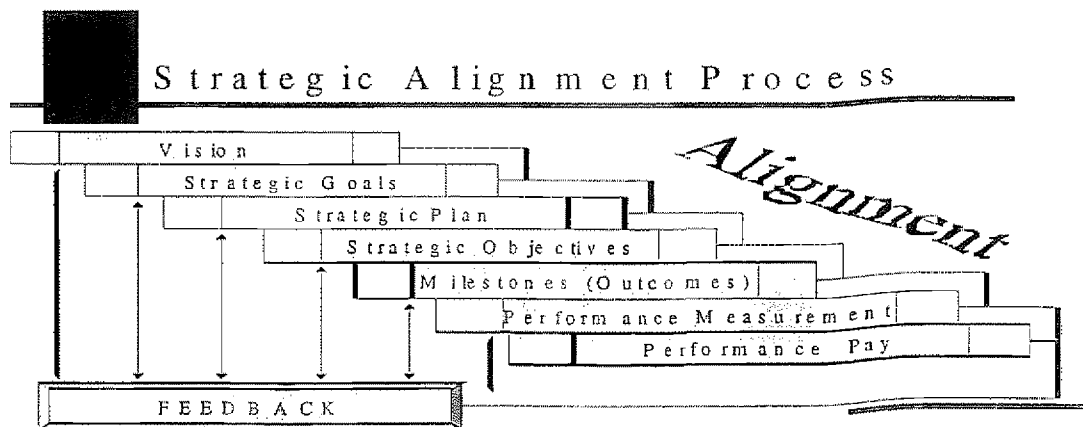 Strategic Alignment Process
Alignment
Vision
Strategic Goals
Strategic Plan
Strategic Objectives
Milestones (Outcomes)
Performance Measurement
Performance Pay
FEEDBACK